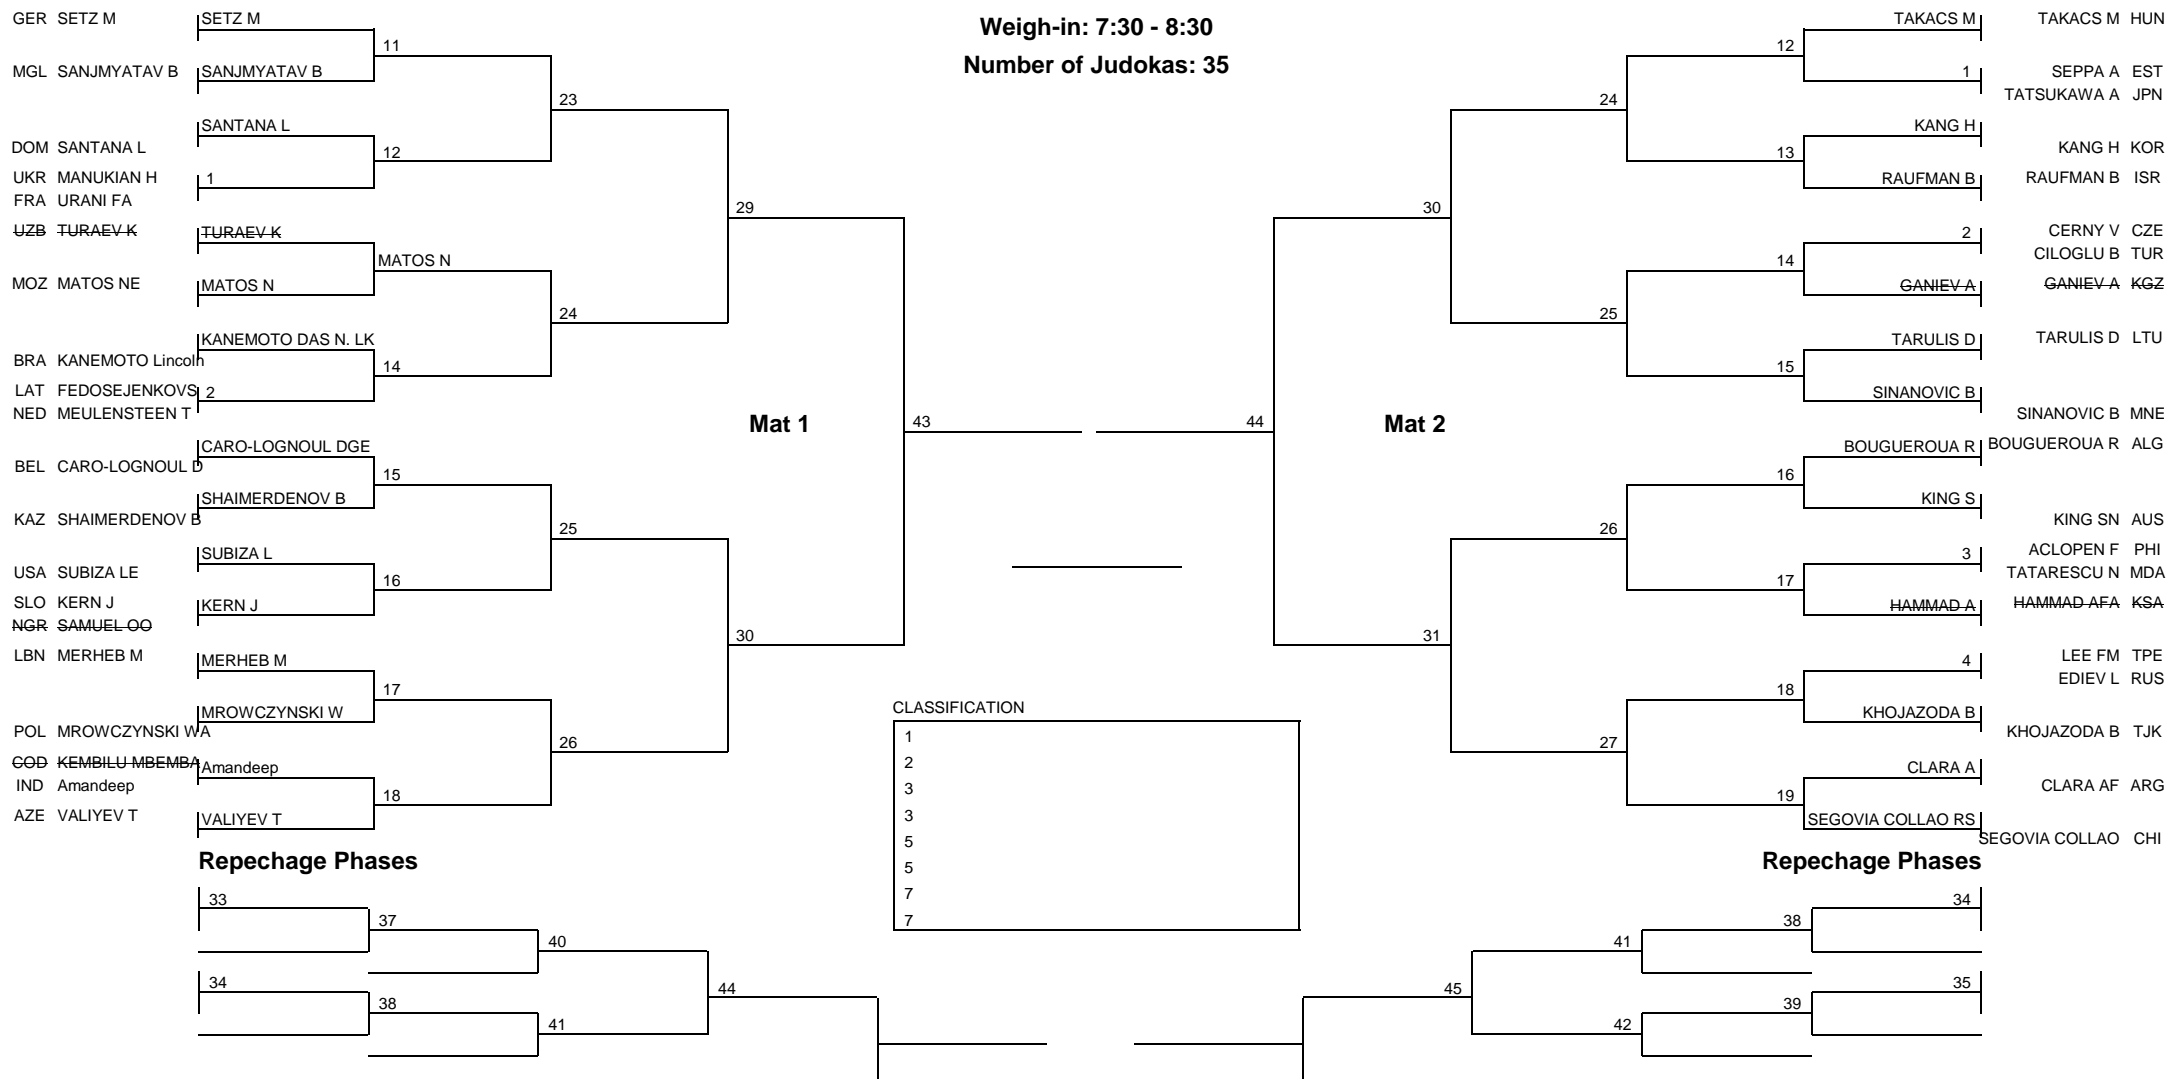 Weigh-in: 7:30 - 8:30
Number of Judokas: 35
GER SETZ M
SETZ M
11
MGL SANJMYATAV B
SANJMYATAV B
23
SANTANA L
DOM SANTANA L
12
UKR MANUKIAN H
1
FRA URANI FA
29
UZB TURAEV K
TURAEV K
MATOS N
MOZ MATOS NE
MATOS N
24
KANEMOTO DAS N. LK
BRA KANEMOTO Lincoln
14
LAT FEDOSEJENKOVS
2
NED MEULENSTEEN T
Mat 1
43
CARO-LOGNOUL DGE
BEL CARO-LOGNOUL D
15
SHAIMERDENOV B
KAZ SHAIMERDENOV B
25
SUBIZA L
USA SUBIZA LE
16
SLO KERN J
KERN J
NGR SAMUEL OO
30
LBN MERHEB M
MERHEB M
17
MROWCZYNSKI W
POL MROWCZYNSKI WA
26
COD KEMBILU MBEMBA
Amandeep
IND Amandeep
18
AZE VALIYEV T
VALIYEV T
TAKACS M
TAKACS M HUN
12
1
SEPPA A EST
TATSUKAWA A JPN
24
KANG H
KANG H KOR
13
RAUFMAN B
RAUFMAN B ISR
30
2
CERNY V CZE
CILOGLU B TUR
14
GANIEV A
GANIEV A KGZ
25
TARULIS D
TARULIS D LTU
15
SINANOVIC B
SINANOVIC B MNE
44
Mat 2
BOUGUEROUA R
BOUGUEROUA R ALG
16
KING S
KING SN AUS
26
3
ACLOPEN F PHI
TATARESCU N MDA
17
HAMMAD A
HAMMAD AFA KSA
31
4
LEE FM TPE
EDIEV L RUS
18
KHOJAZODA B
KHOJAZODA B TJK
27
CLARA A
CLARA AF ARG
19
SEGOVIA COLLAO RS
SEGOVIA COLLAO CHI
CLASSIFICATION
1
2
3
3
5
5
7
7
Repechage Phases
33
37
40
34
38
41
44
Repechage Phases
34
38
41
35
39
42
45